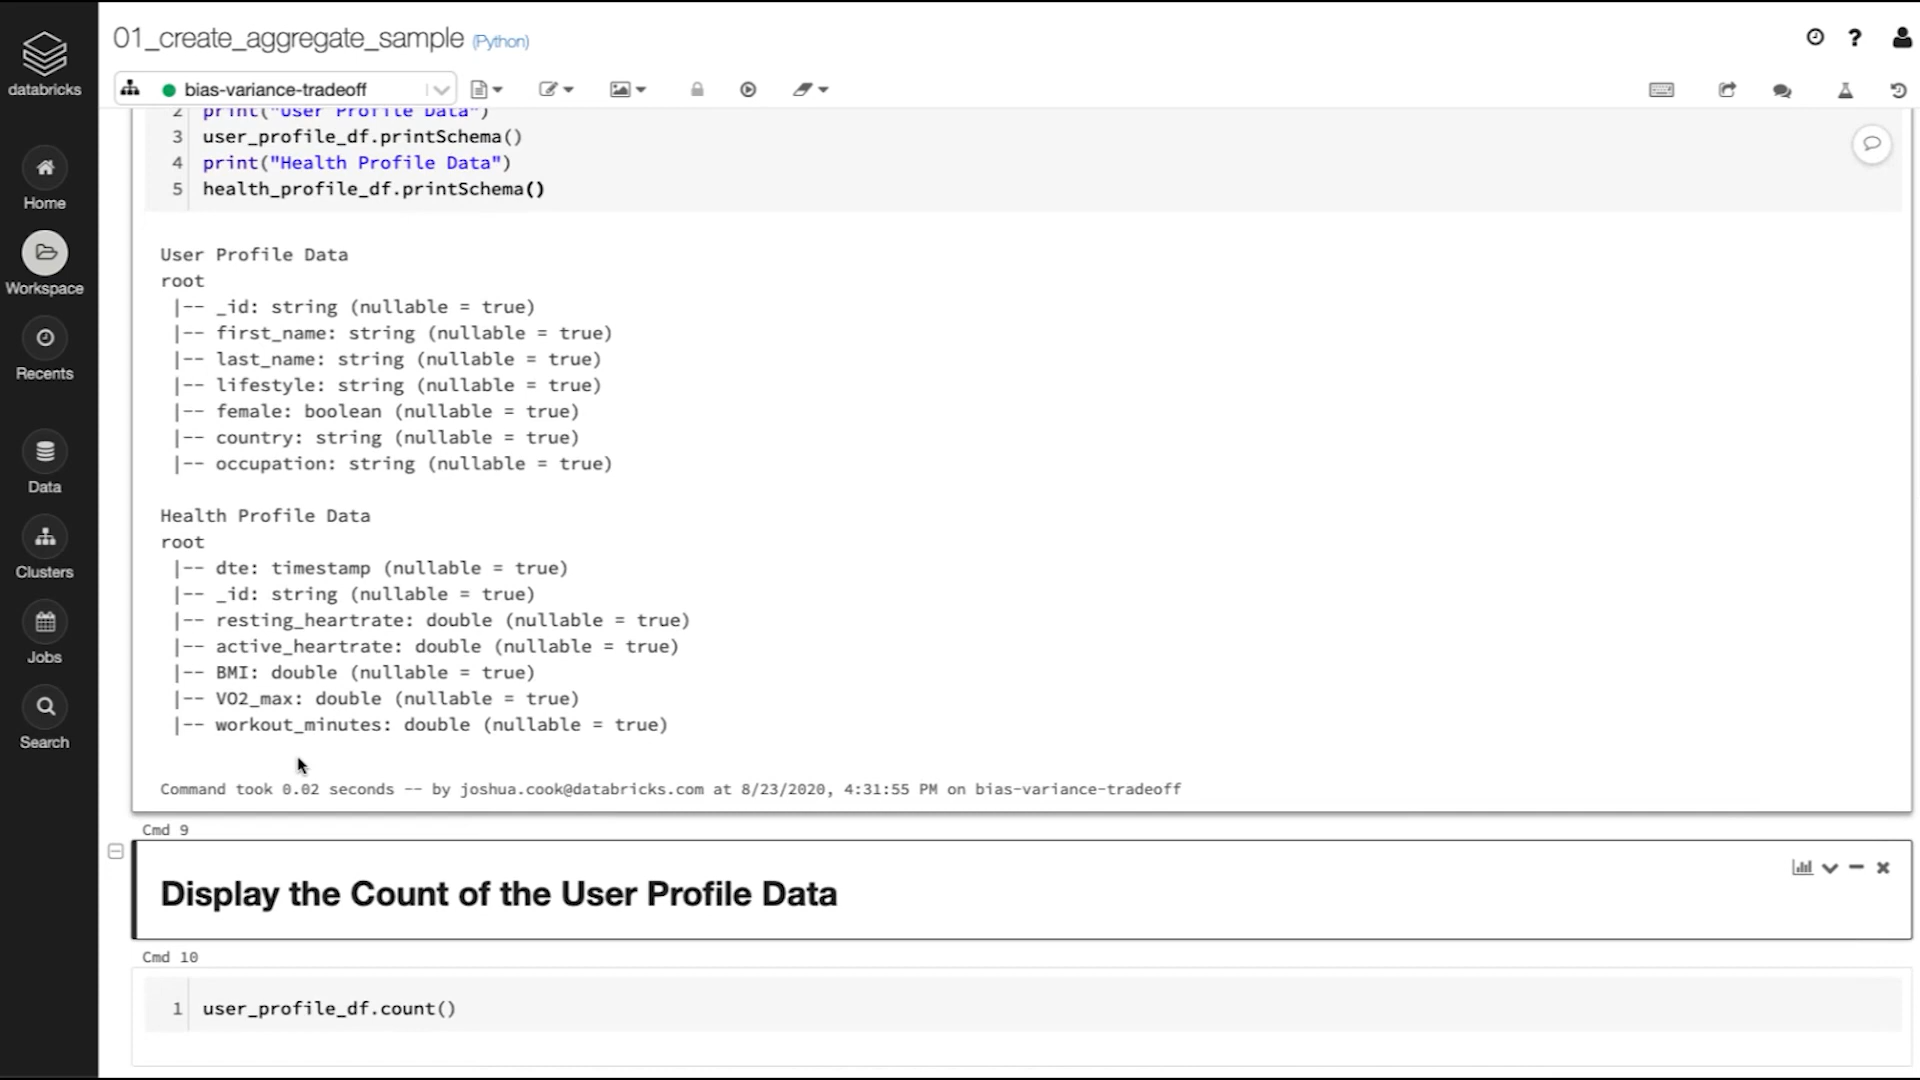 databricks
01_create_aggregate_sample (Python)
bias-variance-tradeoff
Home
Workspace
Recents
Data
Clusters
Jobs
Search
2 print("User Profile Data")
3 user_profile_df.printSchema()
4 print("Health Profile Data")
5 health_profile_df.printSchema()
User Profile Data
root
|-- _id: string (nullable = true)
|-- first_name: string (nullable = true)
|-- last_name: string (nullable = true)
|-- lifestyle: string (nullable = true)
|-- female: boolean (nullable = true)
|-- country: string (nullable = true)
|-- occupation: string (nullable = true)
Health Profile Data
root
|-- dte: timestamp (nullable = true)
|-- _id: string (nullable = true)
|-- resting_heartrate: double (nullable = true)
|-- active_heartrate: double (nullable = true)
|-- BMI: double (nullable = true)
|-- VO2_max: double (nullable = true)
|-- workout_minutes: double (nullable = true)
Command took 0.02 seconds -- by joshua.cook@databricks.com at 8/23/2020, 4:31:55 PM on bias-variance-tradeoff
Cmd 9
Display the Count of the User Profile Data
Cmd 10
1 user_profile_df.count()